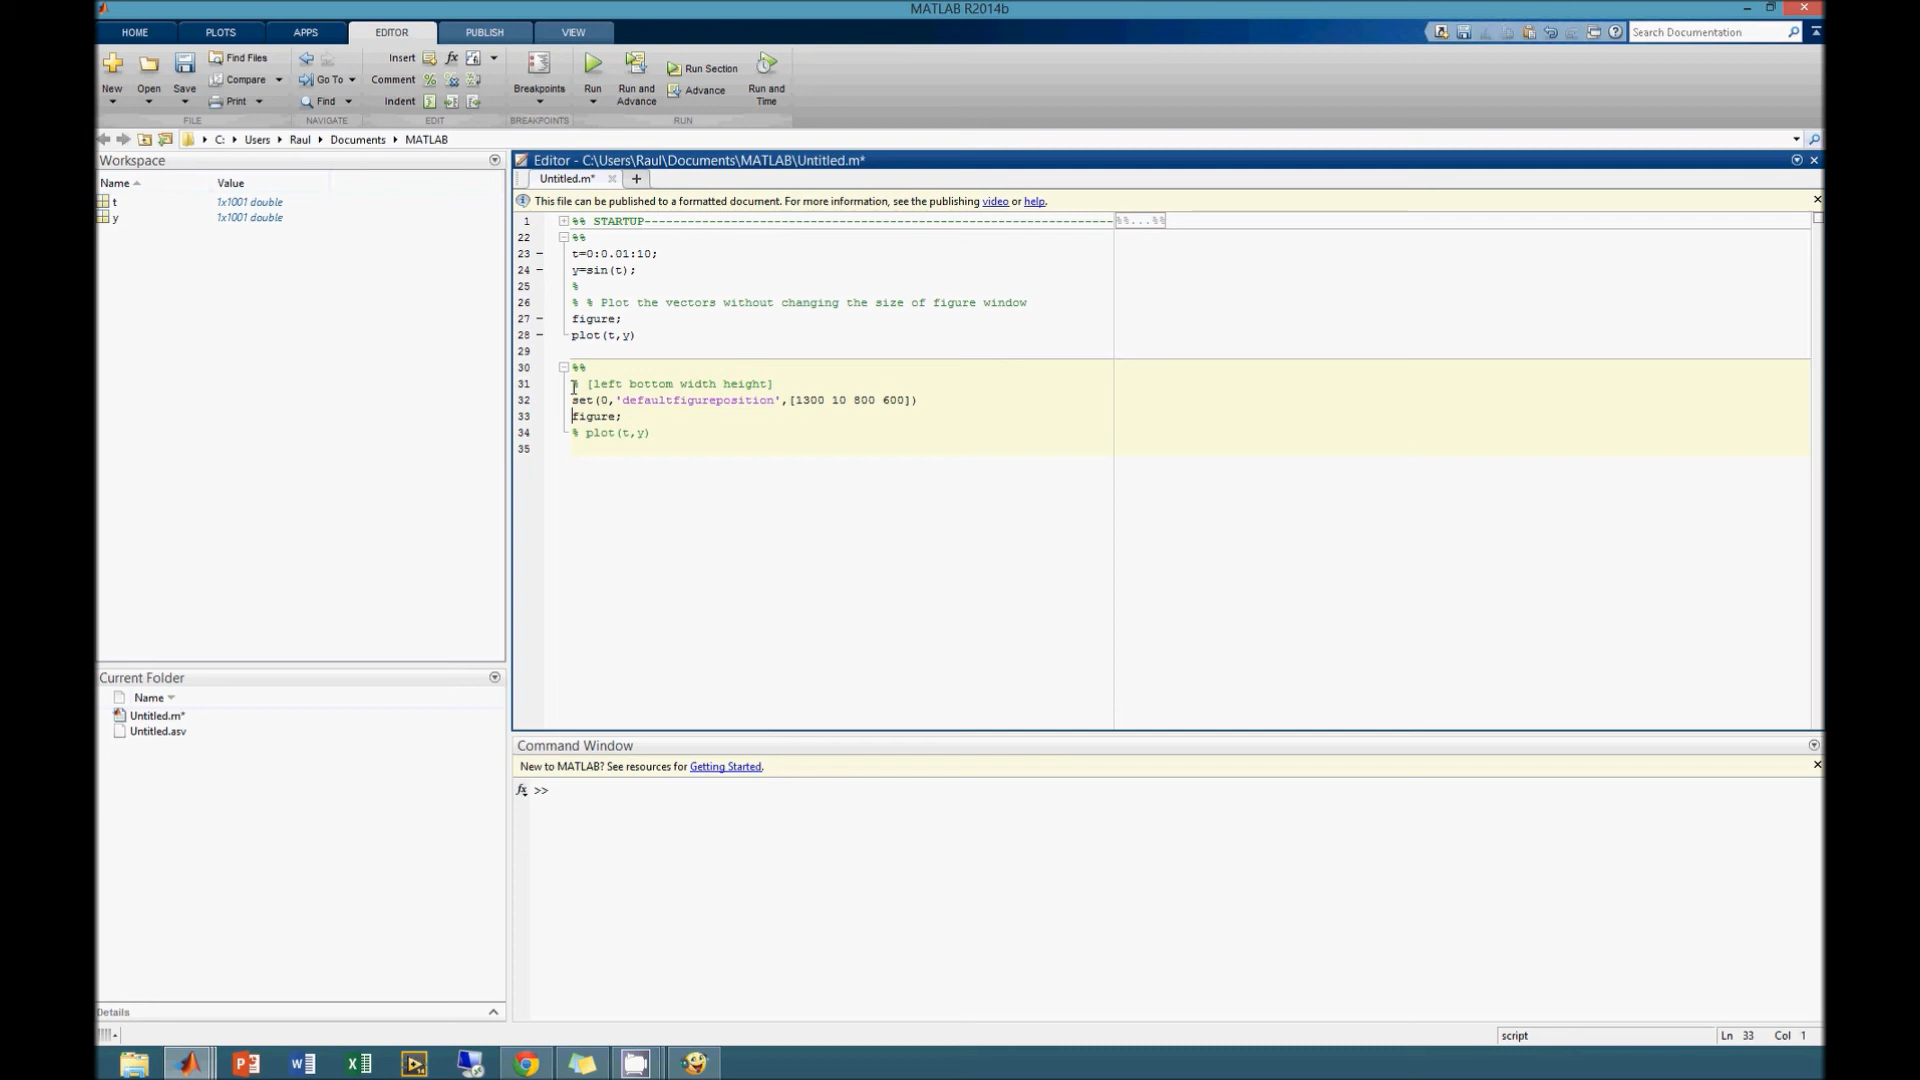 MATLAB R2014b
HOME PLOTS APPS EDITOR PUBLISH VIEW
Search Documentation
New Open Save Find Files Compare Print
Go To Find
Insert fx
Comment
Indent
Breakpoints
Run Run and Advance Run Section Advance Run and Time
FILE NAVIGATE EDIT BREAKPOINTS RUN
C: Users Raul Documents MATLAB
Workspace
Name Value
t 1x1001 double
y 1x1001 double
Current Folder
Name
Untitled.m*
Untitled.asv
Details
Editor - C:\Users\Raul\Documents\MATLAB\Untitled.m*
Untitled.m*
This file can be published to a formatted document. For more information, see the publishing video or help.
1 %% STARTUP----------------------------------------------------------------- %%...%%
22 %%
23 t=0:0.01:10;
24 y=sin(t);
25 %
26 % % Plot the vectors without changing the size of figure window
27 figure;
28 plot(t,y)
29
30 %%
31 % [left bottom width height]
32 set(0,'defaultfigureposition',[1300 10 800 600])
33 figure;
34 % plot(t,y)
35
Command Window
New to MATLAB? See resources for Getting Started.
fx >>
script Ln 33 Col 1